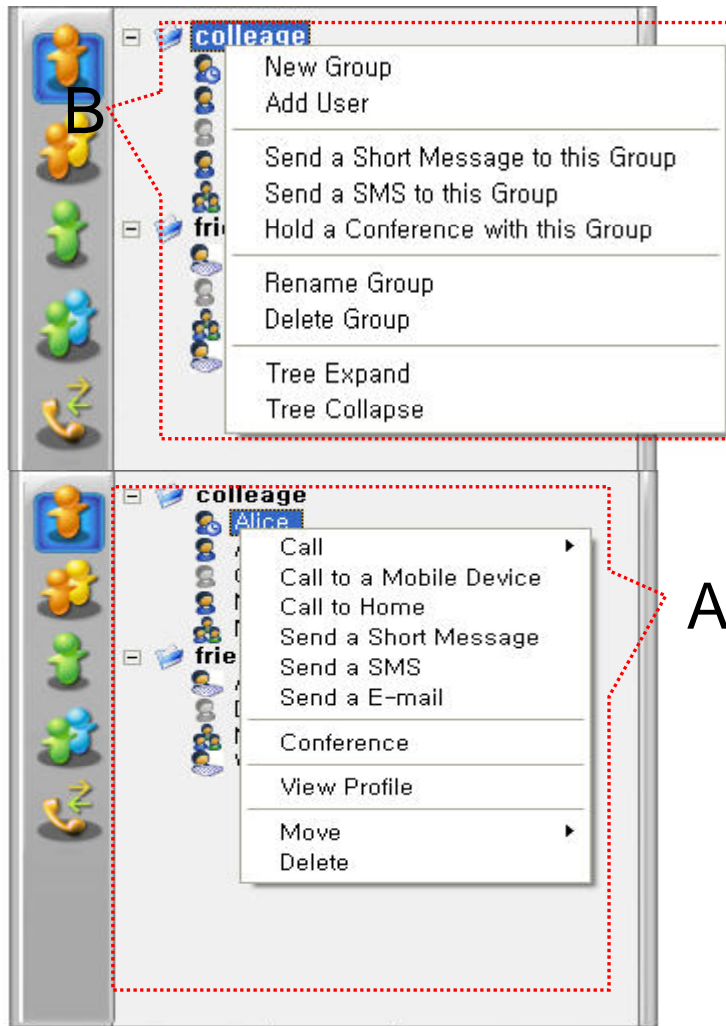 colleage
New Group
Add User
B
Send a Short Message to this Group
Send a SMS to this Group
Hold a Conference with this Group
Rename Group
Delete Group
Tree Expand
Tree Collapse
colleage
Alice
Call
Call to a Mobile Device
Call to Home
Send a Short Message
Send a SMS
Send a E-mail
Conference
View Profile
Move
Delete
A